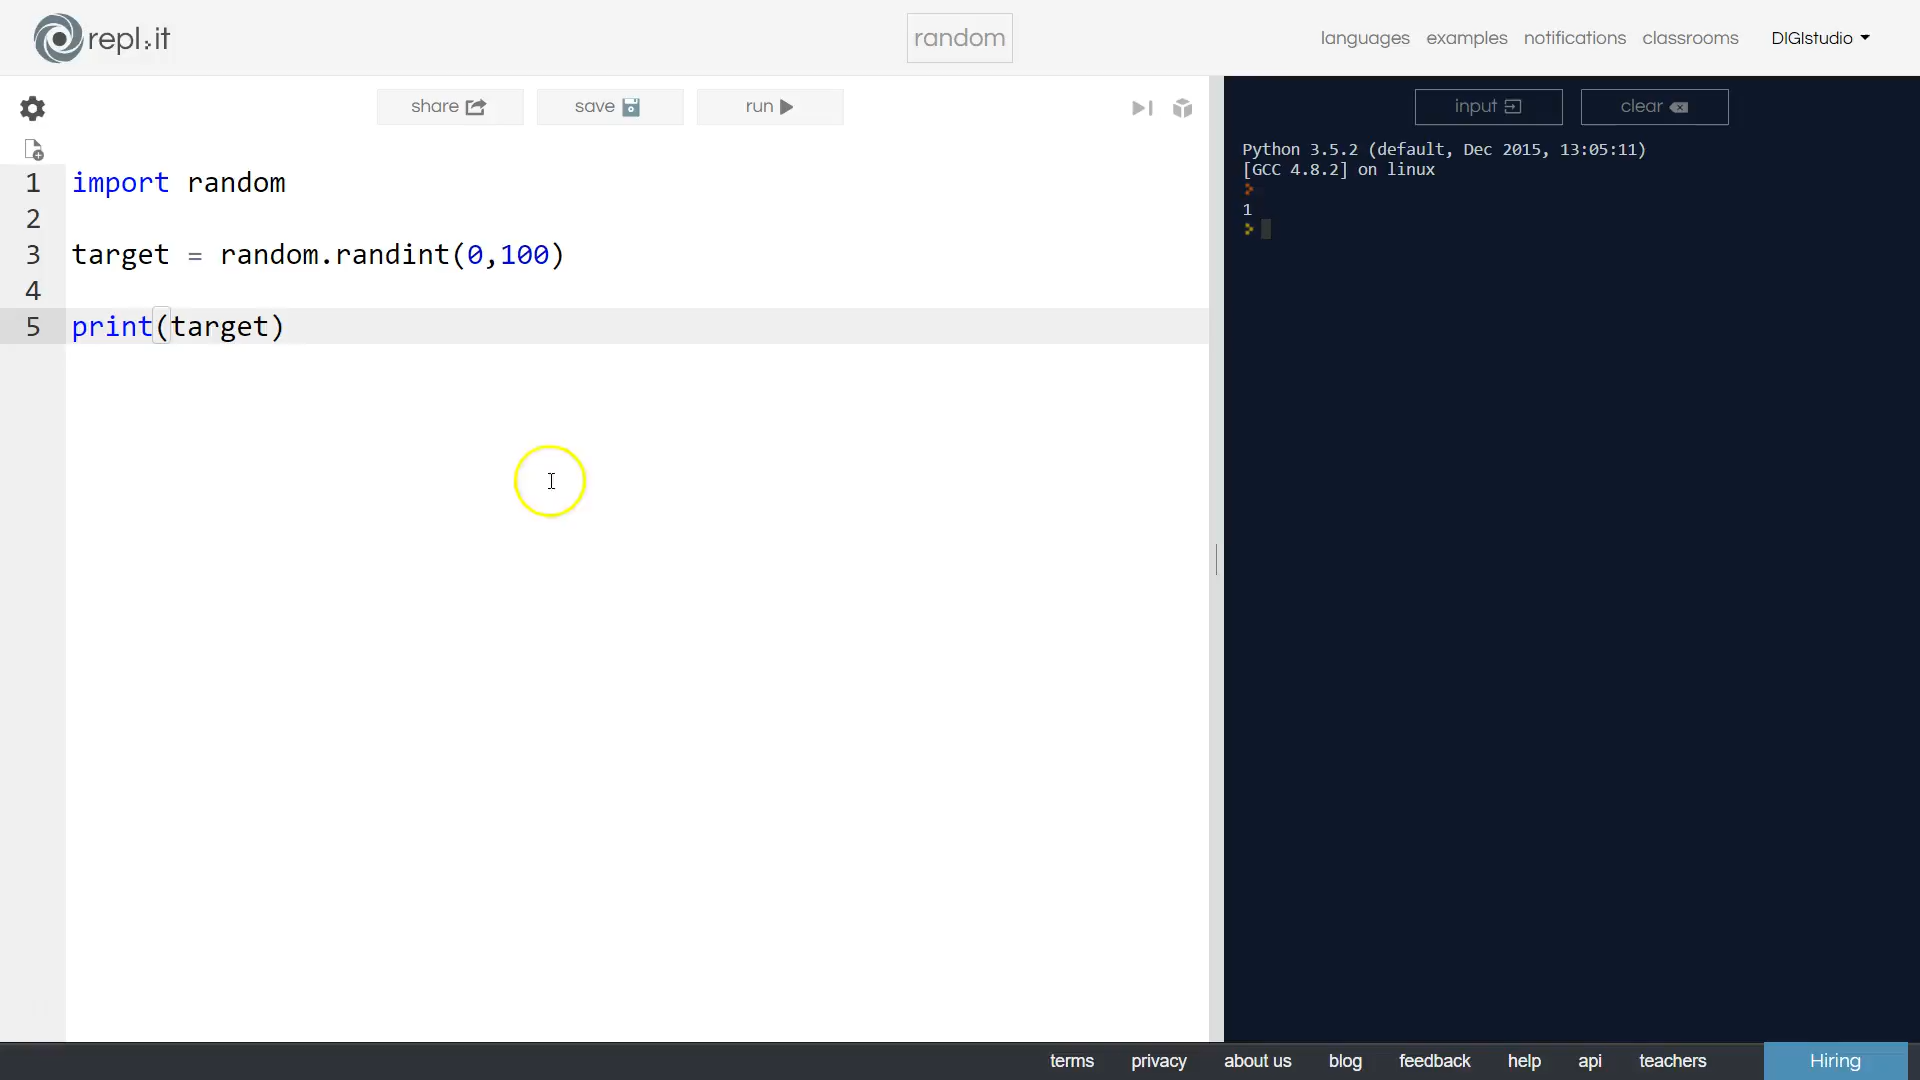 repl.it
random
languages examples notifications classrooms DIGIstudio
share save run
input clear
1 import random
2
3 target = random.randint(0,100)
4
5 print(target)
Python 3.5.2 (default, Dec 2015, 13:05:11)
[GCC 4.8.2] on linux
1
terms privacy about us blog feedback help api teachers Hiring